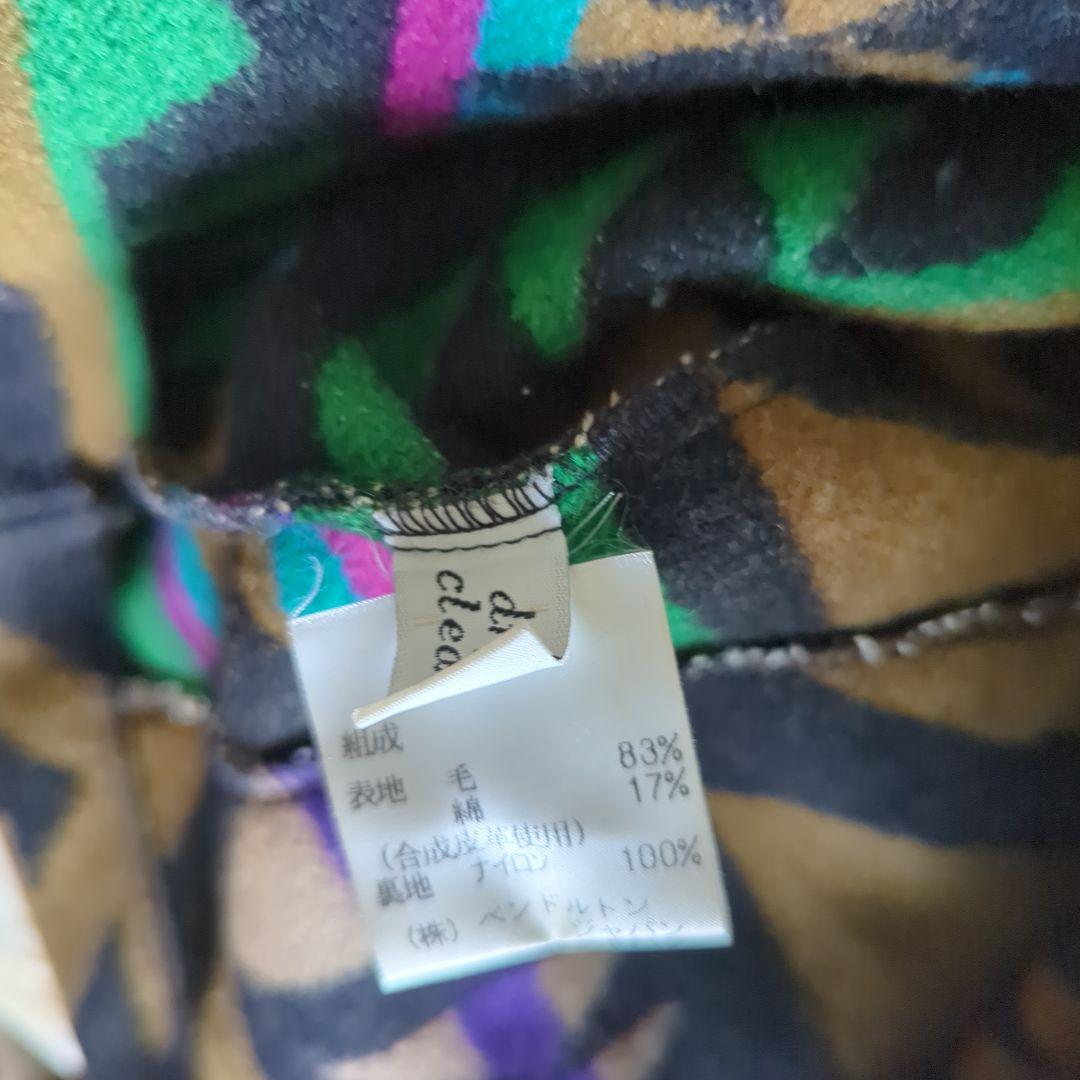 組成
表地 毛 83%
綿 17%
(合成皮革使用)
裏地 ナイロン 100%
(株) ペンドルトン
ジャパン